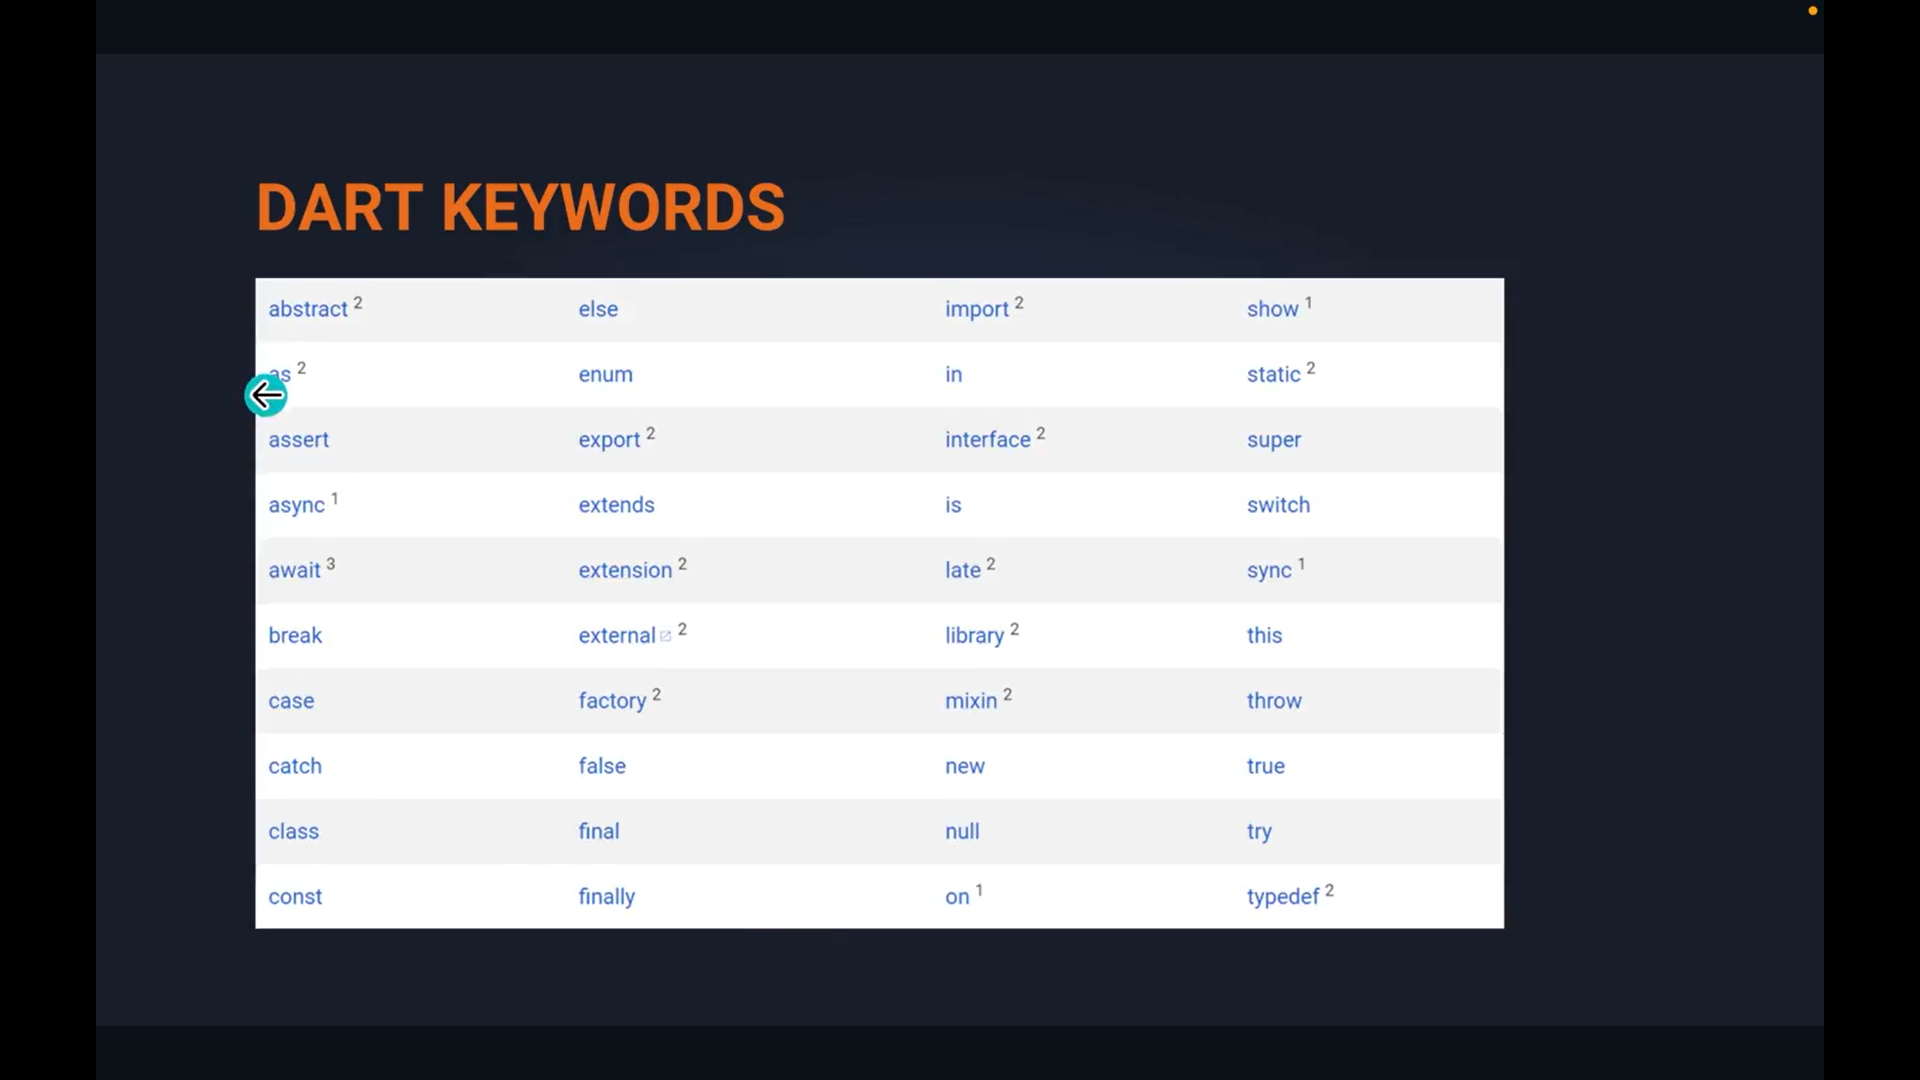 DART KEYWORDS
abstract 2 else import 2 show 1
as 2 enum in static 2
assert export 2 interface 2 super
async 1 extends is switch
await 3 extension 2 late 2 sync 1
break external 2 library 2 this
case factory 2 mixin 2 throw
catch false new true
class final null try
const finally on 1 typedef 2